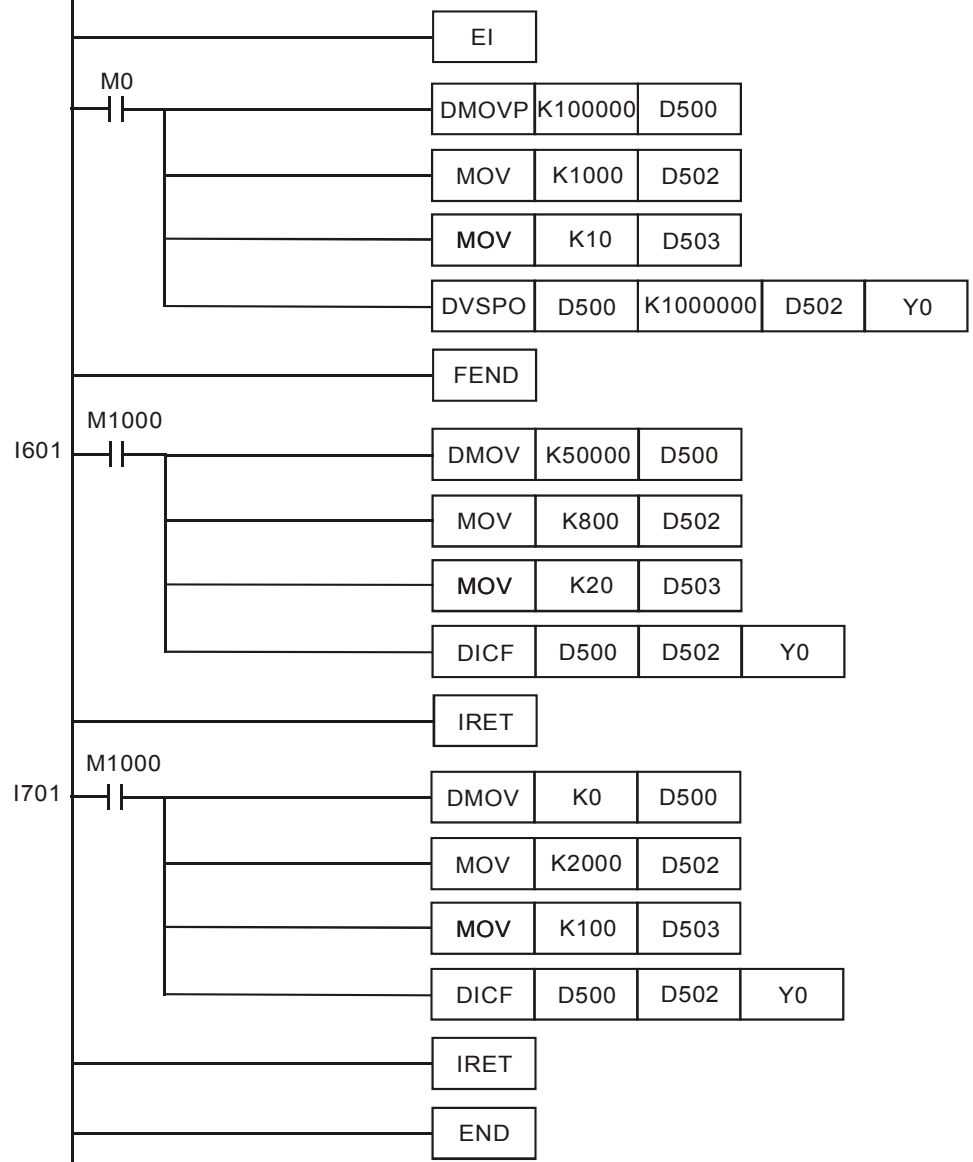 EI
M0
DMOVP K100000 D500
MOV K1000 D502
MOV K10 D503
DVSPO D500 K1000000 D502 Y0
FEND
M1000
I601
DMOV K50000 D500
MOV K800 D502
MOV K20 D503
DICF D500 D502 Y0
IRET
M1000
I701
DMOV K0 D500
MOV K2000 D502
MOV K100 D503
DICF D500 D502 Y0
IRET
END